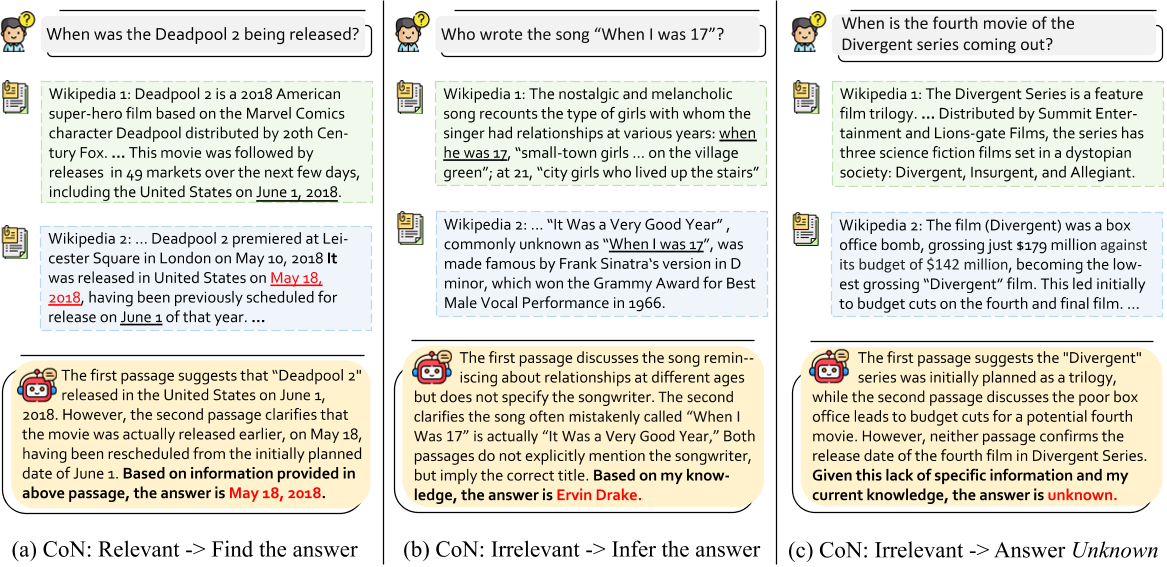 When was the Deadpool 2 being released?
Wikipedia 1: Deadpool 2 is a 2018 American
super-hero film based on the Marvel Comics
character Deadpool distributed by 20th Cen-
tury Fox. ... This movie was followed by
releases in 49 markets over the next few days,
including the United States on June 1, 2018.
Wikipedia 2: ... Deadpool 2 premiered at Lei-
cester Square in London on May 10, 2018 It
was released in United States on May 18,
2018, having been previously scheduled for
release on June 1 of that year. ...
The first passage suggests that “Deadpool 2"
released in the United States on June 1,
2018. However, the second passage clarifies that
the movie was actually released earlier, on May 18,
having been rescheduled from the initially planned
date of June 1. Based on information provided in
above passage, the answer is May 18, 2018.
(a) CoN: Relevant -> Find the answer
Who wrote the song “When I was 17”?
Wikipedia 1: The nostalgic and melancholic
song recounts the type of girls with whom the
singer had relationships at various years: when
he was 17, “small-town girls ... on the village
green”; at 21, “city girls who lived up the stairs”
Wikipedia 2: ... “It Was a Very Good Year” ,
commonly unknown as “When I was 17”, was
made famous by Frank Sinatra‘s version in D
minor, which won the Grammy Award for Best
Male Vocal Performance in 1966.
The first passage discusses the song remin--
iscing about relationships at different ages
but does not specify the songwriter. The second
clarifies the song often mistakenly called “When I
Was 17” is actually “It Was a Very Good Year,” Both
passages do not explicitly mention the songwriter,
but imply the correct title. Based on my know-
ledge, the answer is Ervin Drake.
(b) CoN: Irrelevant -> Infer the answer
When is the fourth movie of the
Divergent series coming out?
Wikipedia 1: The Divergent Series is a feature
film trilogy. ... Distributed by Summit Enter-
tainment and Lions-gate Films, the series has
three science fiction films set in a dystopian
society: Divergent, Insurgent, and Allegiant.
Wikipedia 2: The film (Divergent) was a box
office bomb, grossing just $179 million against
its budget of $142 million, becoming the low-
est grossing “Divergent” film. This led initially
to budget cuts on the fourth and final film. ...
The first passage suggests the "Divergent"
series was initially planned as a trilogy,
while the second passage discusses the poor box
office leads to budget cuts for a potential fourth
movie. However, neither passage confirms the
release date of the fourth film in Divergent Series.
Given this lack of specific information and my
current knowledge, the answer is unknown.
(c) CoN: Irrelevant -> Answer Unknown